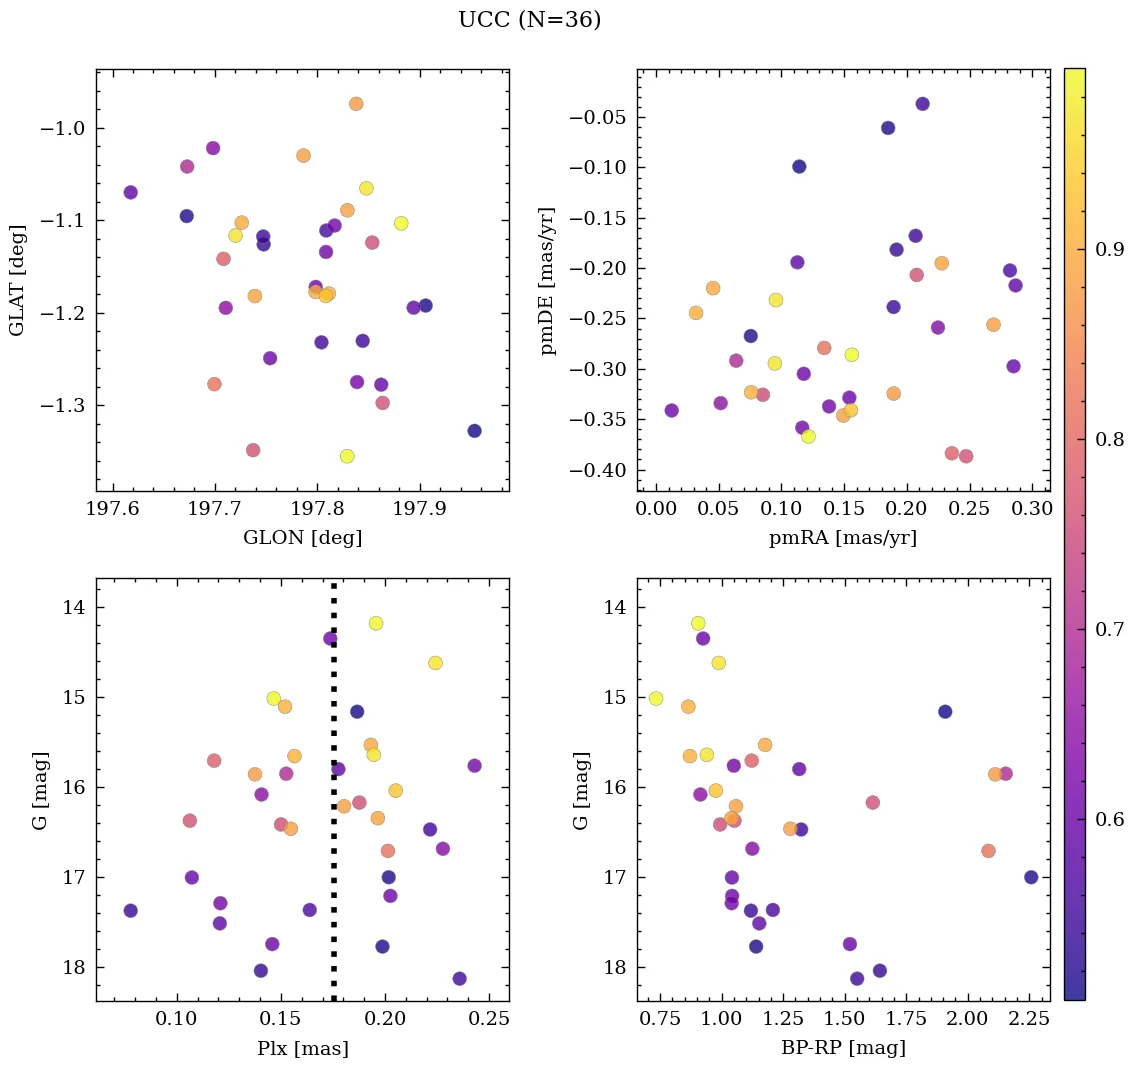 UCC (N=36)
−1.0
−1.1
−1.2
−1.3
GLAT [deg]
197.6 197.7 197.8 197.9
GLON [deg]
−0.05
−0.10
−0.15
−0.20
−0.25
−0.30
−0.35
−0.40
pmDE [mas/yr]
0.00 0.05 0.10 0.15 0.20 0.25 0.30
pmRA [mas/yr]
14
15
16
17
18
G [mag]
0.10 0.15 0.20 0.25
Plx [mas]
14
15
16
17
18
G [mag]
0.75 1.00 1.25 1.50 1.75 2.00 2.25
BP-RP [mag]
0.9
0.8
0.7
0.6